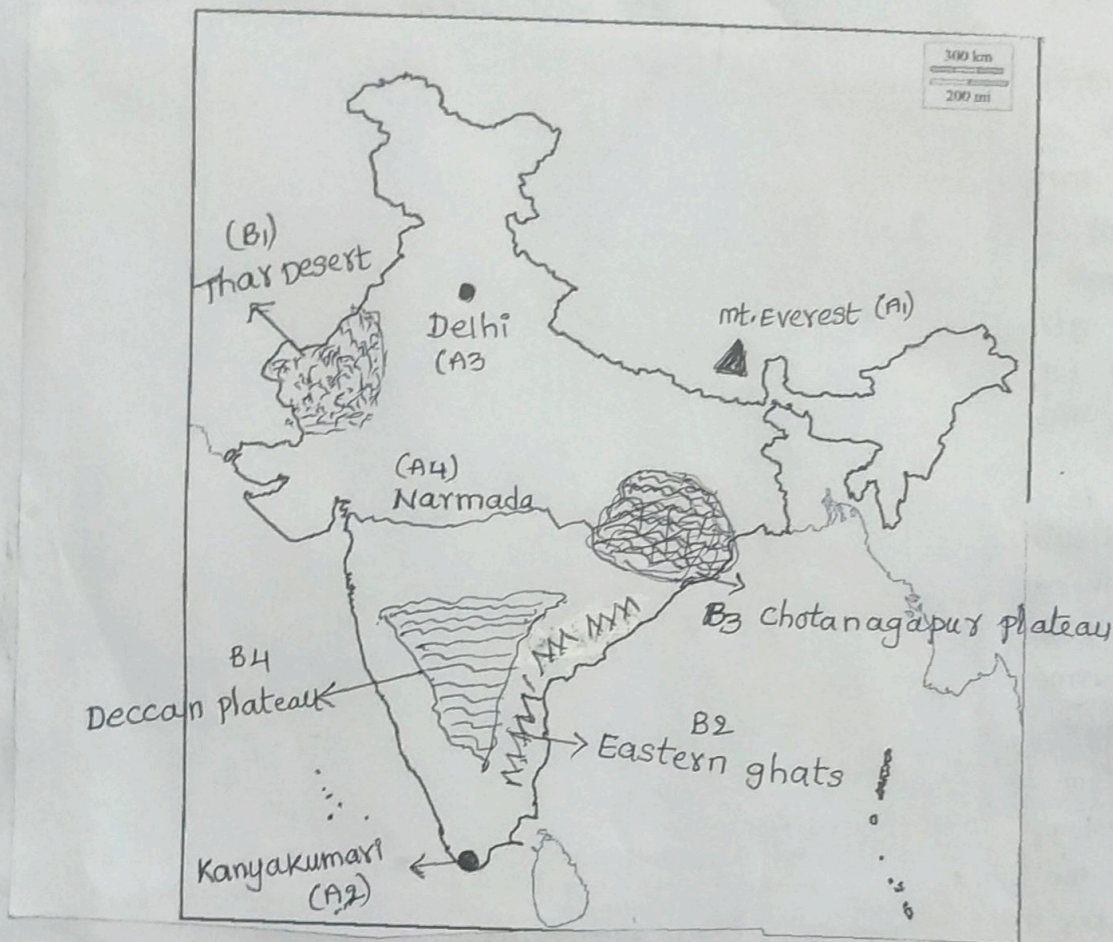 300 km
200 mi
(B1)
Thar Desert
Delhi
(A3
mt. Everest (A1)
(A4)
Narmada
B3 Chotanagapur plateau
B4
Deccan plateau
B2
Eastern ghats
Kanyakumari
(A2)